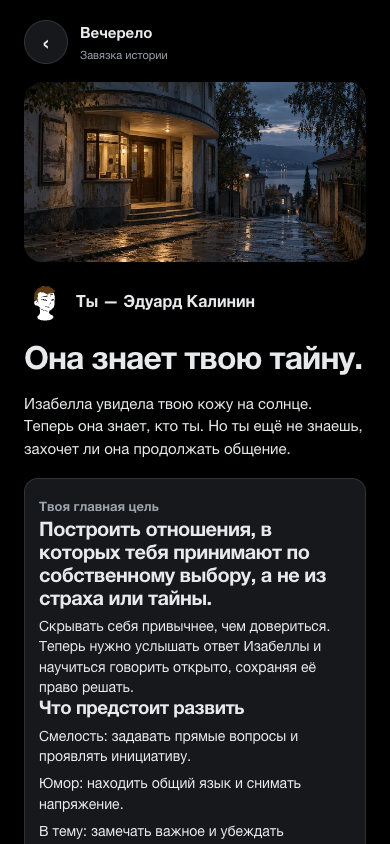 Вечерело
Завязка истории
Ты — Эдуард Калинин
Она знает твою тайну.
Изабелла увидела твою кожу на солнце.
Теперь она знает, кто ты. Но ты ещё не знаешь,
захочет ли она продолжать общение.
Твоя главная цель
Построить отношения, в
которых тебя принимают по
собственному выбору, а не из
страха или тайны.
Скрывать себя привычнее, чем довериться.
Теперь нужно услышать ответ Изабеллы и
научиться говорить открыто, сохраняя её
право решать.
Что предстоит развить
Смелость: задавать прямые вопросы и
проявлять инициативу.
Юмор: находить общий язык и снимать
напряжение.
В тему: замечать важное и убеждать